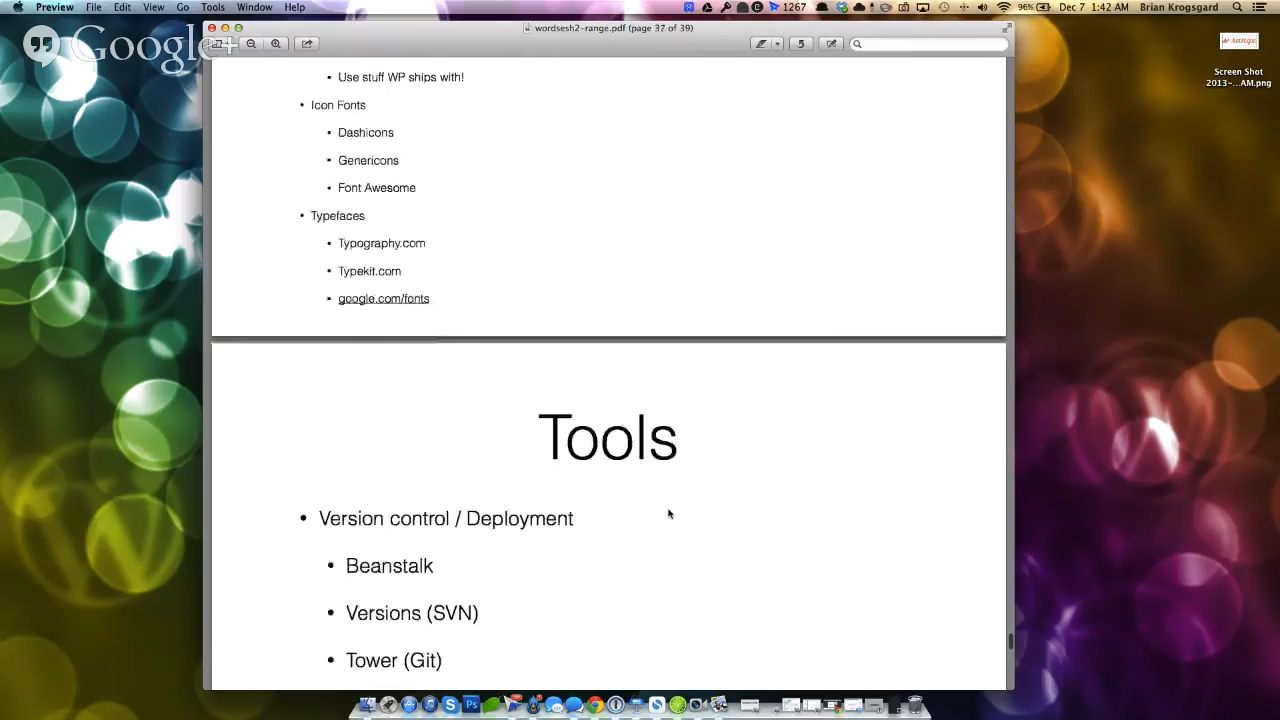 Preview File Edit View Go Tools Window Help 1267 96% Dec 7 1:42 AM Brian Krogsgard
Google+
wordsesh2-range.pdf (page 37 of 39)
range
Screen Shot
2013-...AM.png
• Use stuff WP ships with!
• Icon Fonts
• Dashicons
• Genericons
• Font Awesome
• Typefaces
• Typography.com
• Typekit.com
• google.com/fonts
Tools
• Version control / Deployment
• Beanstalk
• Versions (SVN)
• Tower (Git)